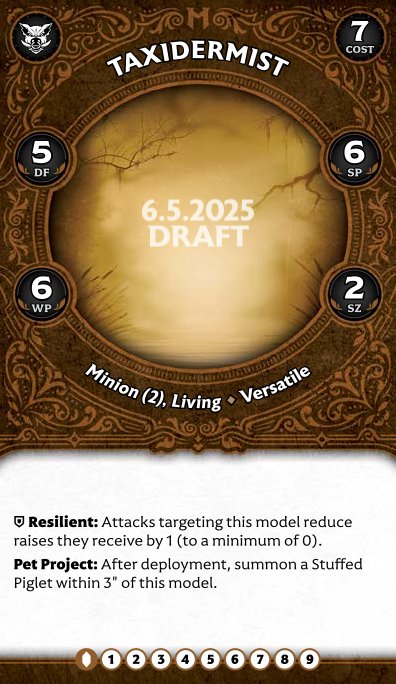 TAXIDERMIST
7
COST
5
DF
6
SP
6.5.2025
DRAFT
6
WP
2
SZ
Minion (2), Living ⬥ Versatile
Resilient: Attacks targeting this model reduce
raises they receive by 1 (to a minimum of 0).
Pet Project: After deployment, summon a Stuffed
Piglet within 3" of this model.
1 2 3 4 5 6 7 8 9